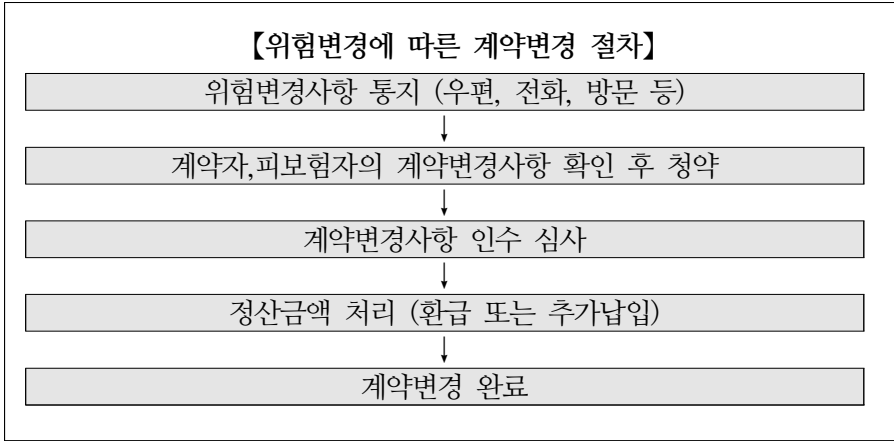 【위험변경에 따른 계약변경 절차】
위험변경사항 통지 (우편, 전화, 방문 등)
계약자,피보험자의 계약변경사항 확인 후 청약
계약변경사항 인수 심사
정산금액 처리 (환급 또는 추가납입)
계약변경 완료